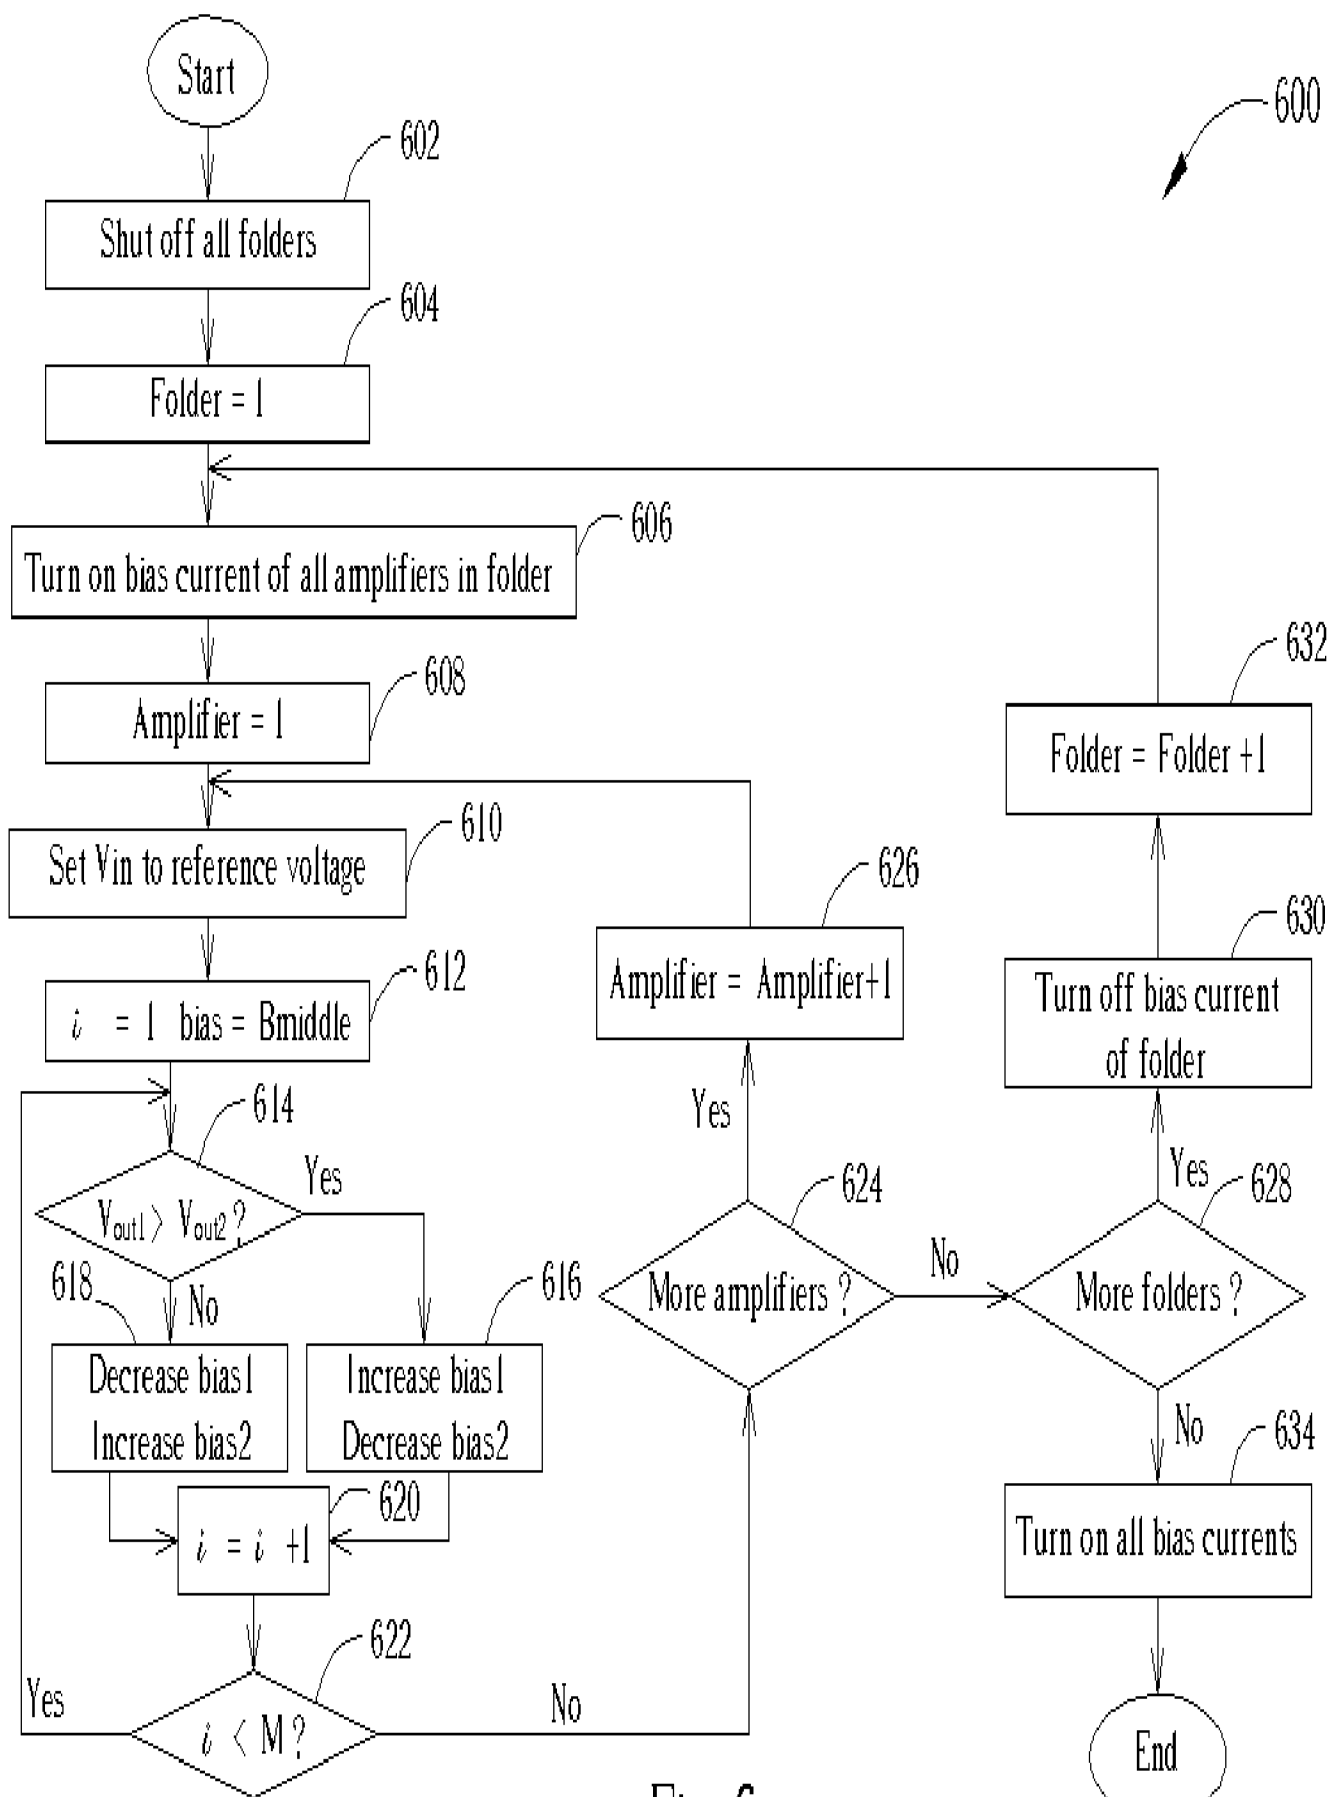 Start
600
602
Shut off all folders
604
Folder = 1
606
Turn on bias current of all amplifiers in folder
608
Amplifier = 1
610
Set Vin to reference voltage
612
i = 1 bias = Bmiddle
614
Vout1 > Vout2 ?
Yes
No
618
Decrease bias1
Increase bias2
616
Increase bias1
Decrease bias2
620
i = i +1
622
i < M ?
Yes
No
624
More amplifiers ?
Yes
No
626
Amplifier = Amplifier+1
628
More folders ?
Yes
No
630
Turn off bias current
of folder
632
Folder = Folder +1
634
Turn on all bias currents
End